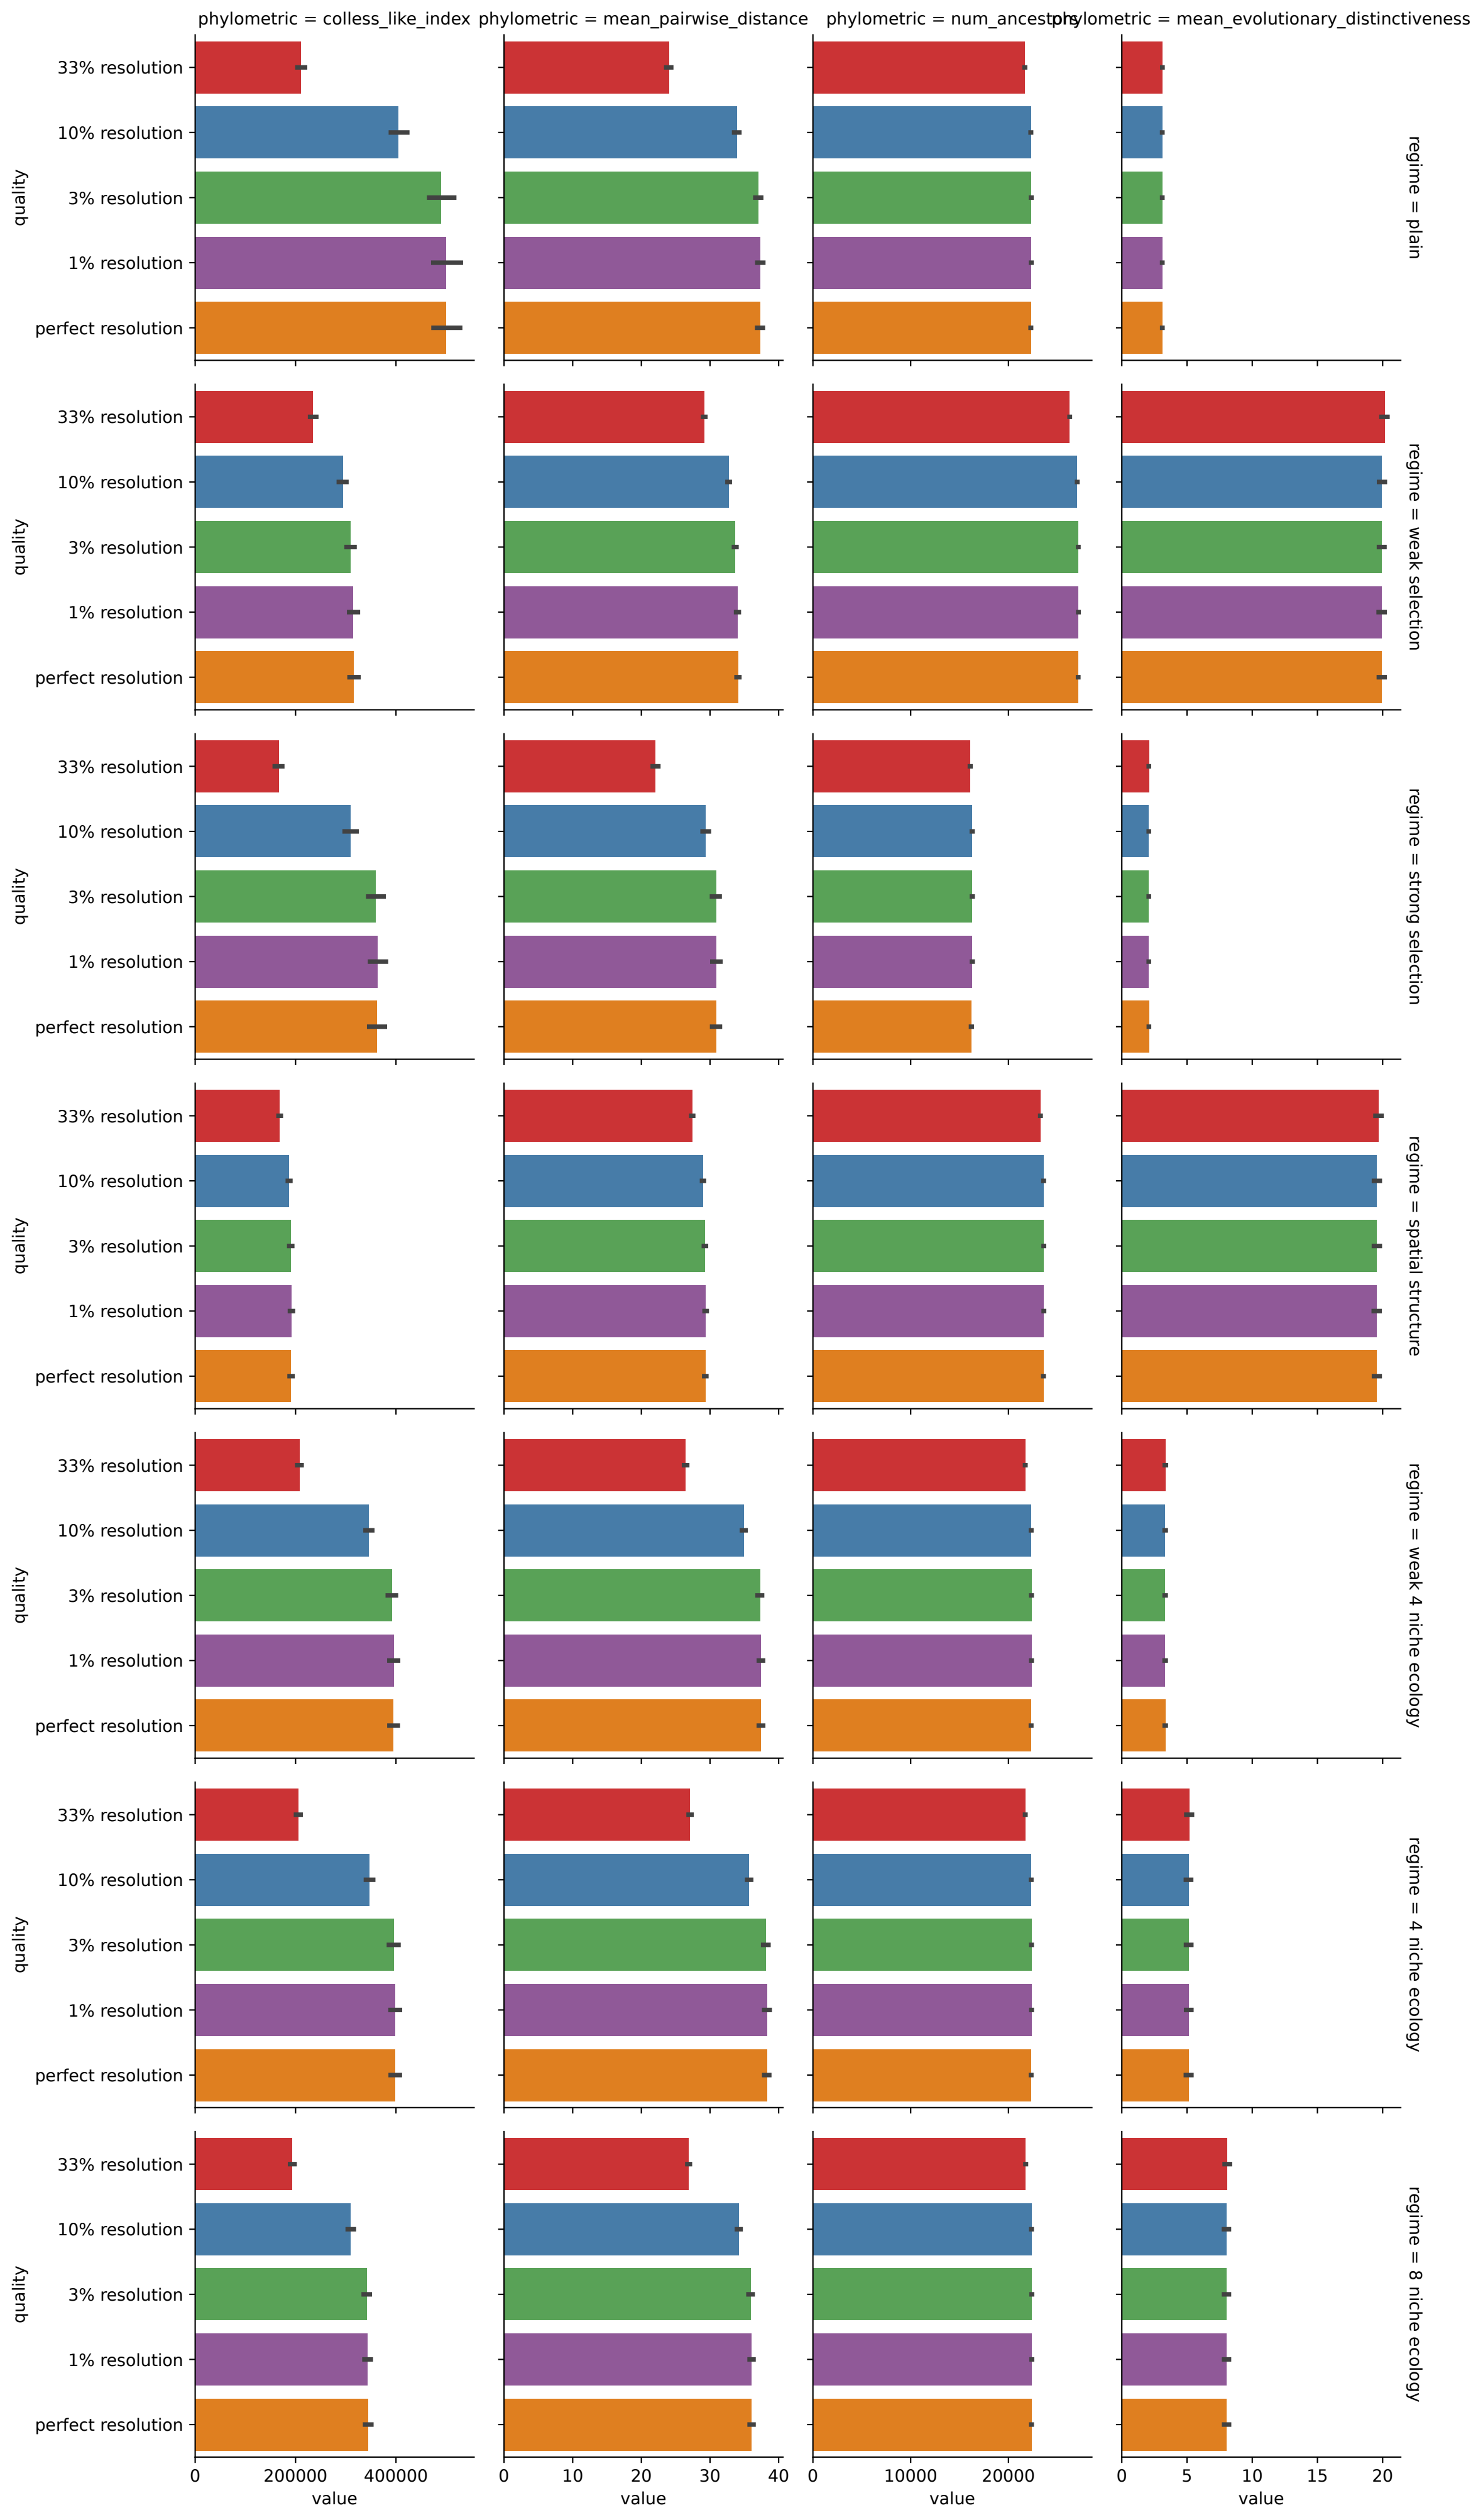 phylometric = colless_like_index
phylometric = mean_pairwise_distance
phylometric = num_ancestors
phylometric = mean_evolutionary_distinctiveness
quality
33% resolution
10% resolution
3% resolution
1% resolution
perfect resolution
regime = plain
quality
33% resolution
10% resolution
3% resolution
1% resolution
perfect resolution
regime = weak selection
quality
33% resolution
10% resolution
3% resolution
1% resolution
perfect resolution
regime = strong selection
quality
33% resolution
10% resolution
3% resolution
1% resolution
perfect resolution
regime = spatial structure
quality
33% resolution
10% resolution
3% resolution
1% resolution
perfect resolution
regime = weak 4 niche ecology
quality
33% resolution
10% resolution
3% resolution
1% resolution
perfect resolution
regime = 4 niche ecology
quality
33% resolution
10% resolution
3% resolution
1% resolution
perfect resolution
regime = 8 niche ecology
0 200000 400000
0 10 20 30 40
0 10000 20000
0 5 10 15 20
value
value
value
value